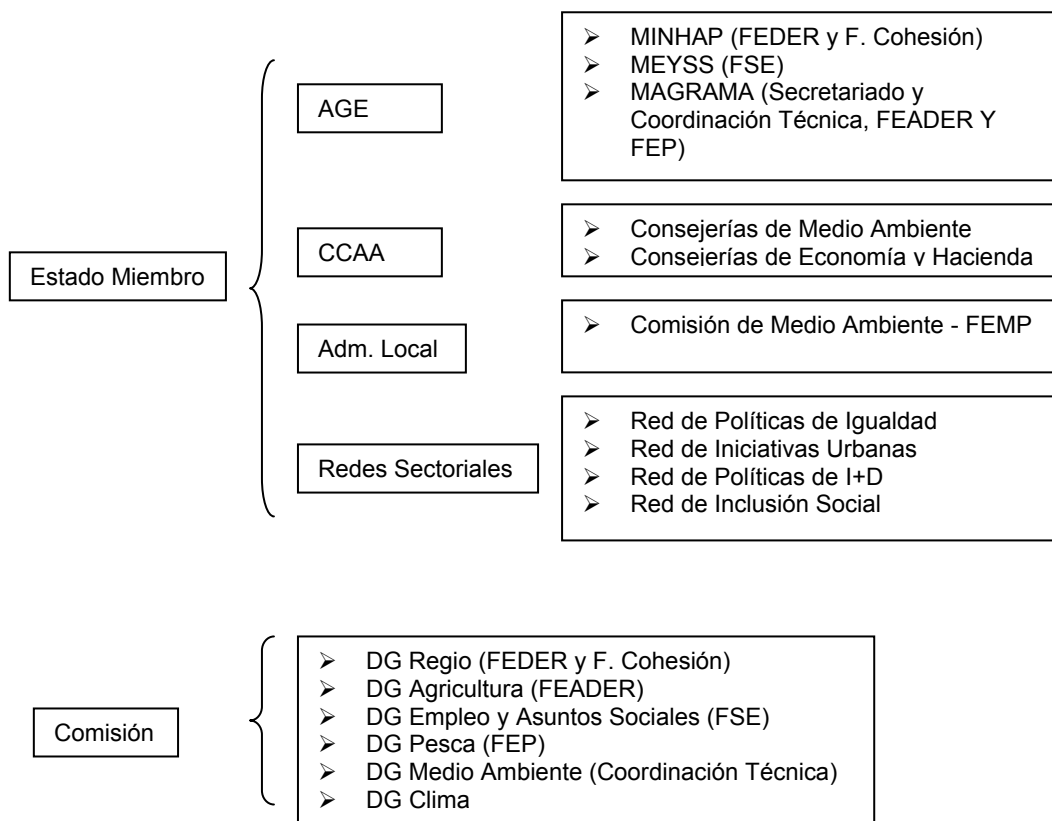 Estado Miembro
AGE
➢ MINHAP (FEDER y F. Cohesión)
➢ MEYSS (FSE)
➢ MAGRAMA (Secretariado y
Coordinación Técnica, FEADER Y
FEP)
CCAA
➢ Consejerías de Medio Ambiente
➢ Consejerías de Economía y Hacienda
Adm. Local
➢ Comisión de Medio Ambiente - FEMP
Redes Sectoriales
➢ Red de Políticas de Igualdad
➢ Red de Iniciativas Urbanas
➢ Red de Políticas de I+D
➢ Red de Inclusión Social
Comisión
➢ DG Regio (FEDER y F. Cohesión)
➢ DG Agricultura (FEADER)
➢ DG Empleo y Asuntos Sociales (FSE)
➢ DG Pesca (FEP)
➢ DG Medio Ambiente (Coordinación Técnica)
➢ DG Clima